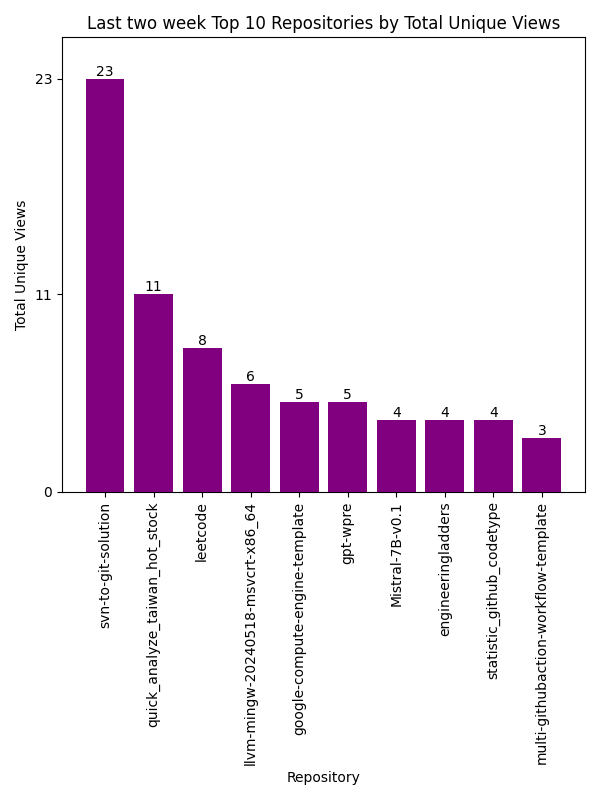 Last two week Top 10 Repositories by Total Unique Views
Total Unique Views
23
11
0
23
11
8
6
5
5
4
4
4
3
svn-to-git-solution
quick_analyze_taiwan_hot_stock
leetcode
llvm-mingw-20240518-msvcrt-x86_64
google-compute-engine-template
gpt-wpre
Mistral-7B-v0.1
engineeringladders
statistic_github_codetype
multi-githubaction-workflow-template
Repository